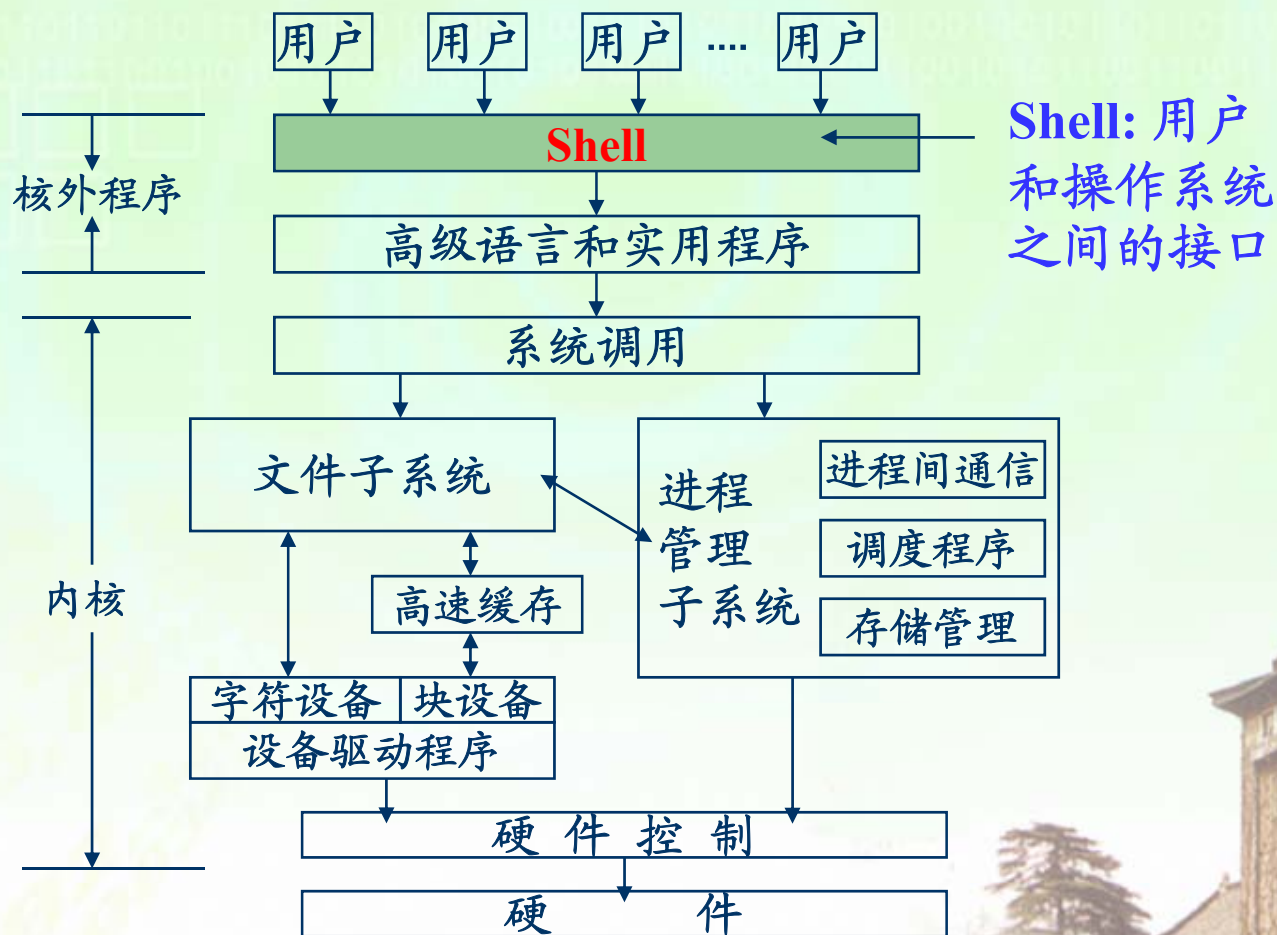 用户 用户 用户 .... 用户
Shell
Shell: 用户
和操作系统
之间的接口
核外程序
高级语言和实用程序
系统调用
文件子系统
进程
管理
子系统
进程间通信
调度程序
存储管理
内核
高速缓存
字符设备 块设备
设备驱动程序
硬 件 控 制
硬 件